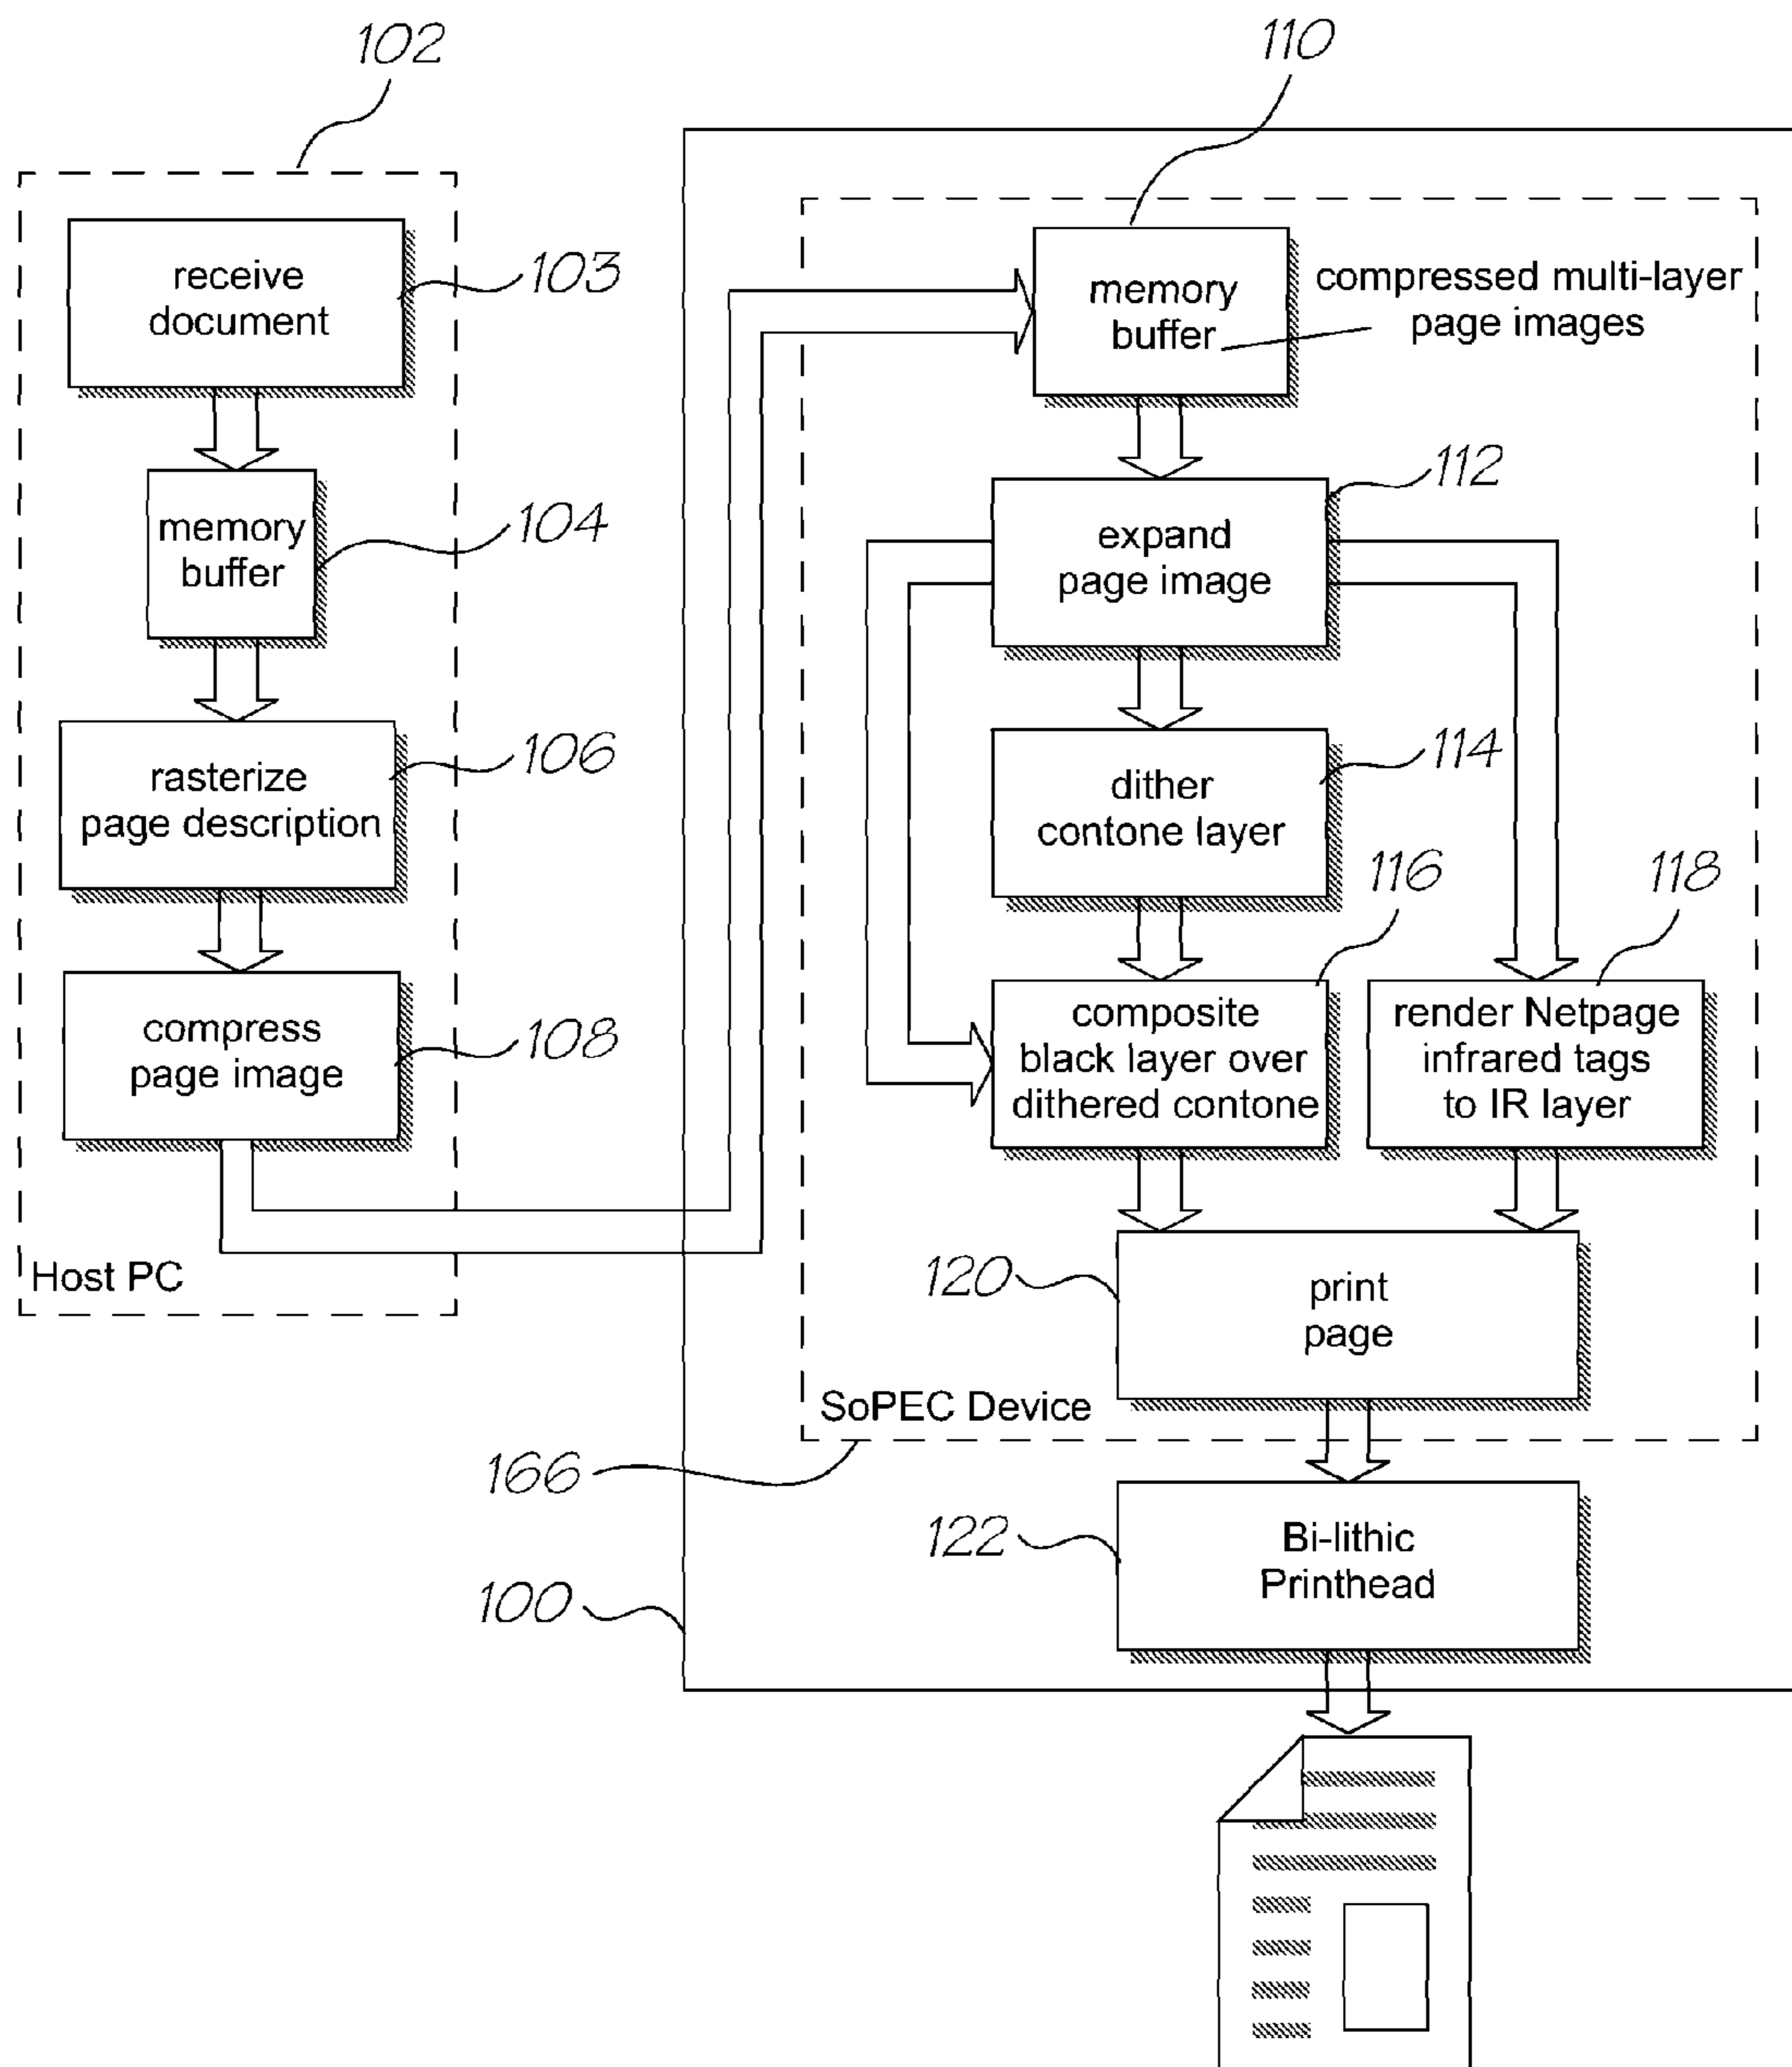 102
110
receive
document
103
memory
buffer
compressed multi-layer
page images
memory
buffer
104
expand
page image
112
rasterize
page description
106
dither
contone layer
114
compress
page image
108
116
118
composite
black layer over
dithered contone
render Netpage
infrared tags
to IR layer
Host PC
120
print
page
SoPEC Device
166
122
Bi-lithic
Printhead
100